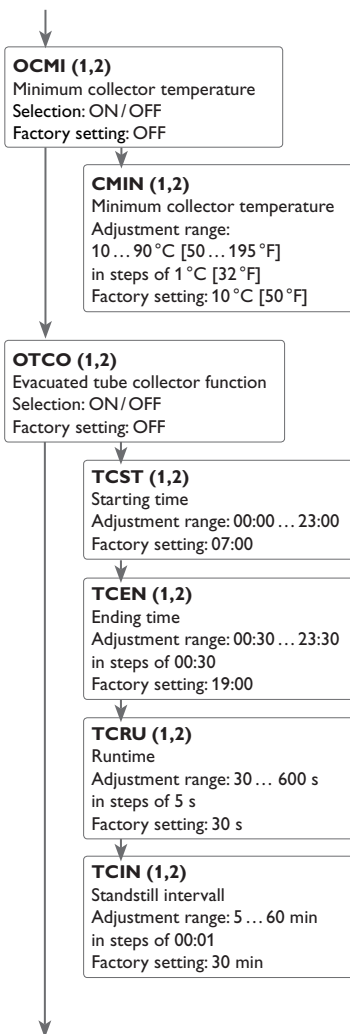 OCMI (1,2)
Minimum collector temperature
Selection: ON / OFF
Factory setting: OFF
CMIN (1,2)
Minimum collector temperature
Adjustment range:
10 … 90 °C [50 … 195 °F]
in steps of 1 °C [32 °F]
Factory setting: 10 °C [50 °F]
OTCO (1,2)
Evacuated tube collector function
Selection: ON / OFF
Factory setting: OFF
TCST (1,2)
Starting time
Adjustment range: 00:00 … 23:00
Factory setting: 07:00
TCEN (1,2)
Ending time
Adjustment range: 00:30 … 23:30
in steps of 00:30
Factory setting: 19:00
TCRU (1,2)
Runtime
Adjustment range: 30 … 600 s
in steps of 5 s
Factory setting: 30 s
TCIN (1,2)
Standstill intervall
Adjustment range: 5 … 60 min
in steps of 00:01
Factory setting: 30 min